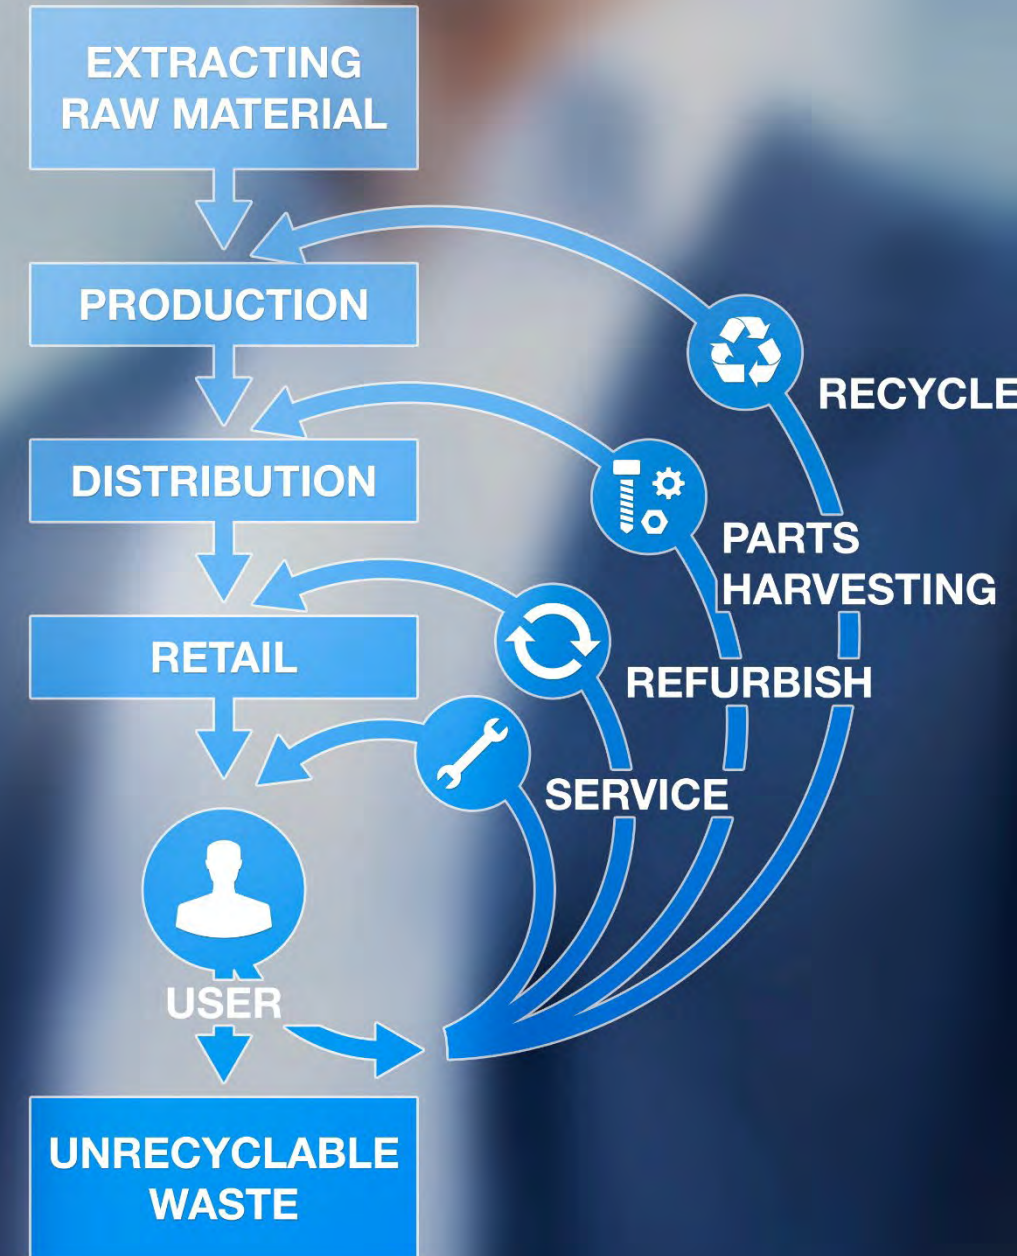 EXTRACTING
RAW MATERIAL
PRODUCTION
RECYCLE
DISTRIBUTION
PARTS
HARVESTING
RETAIL
REFURBISH
SERVICE
USER
UNRECYCLABLE
WASTE